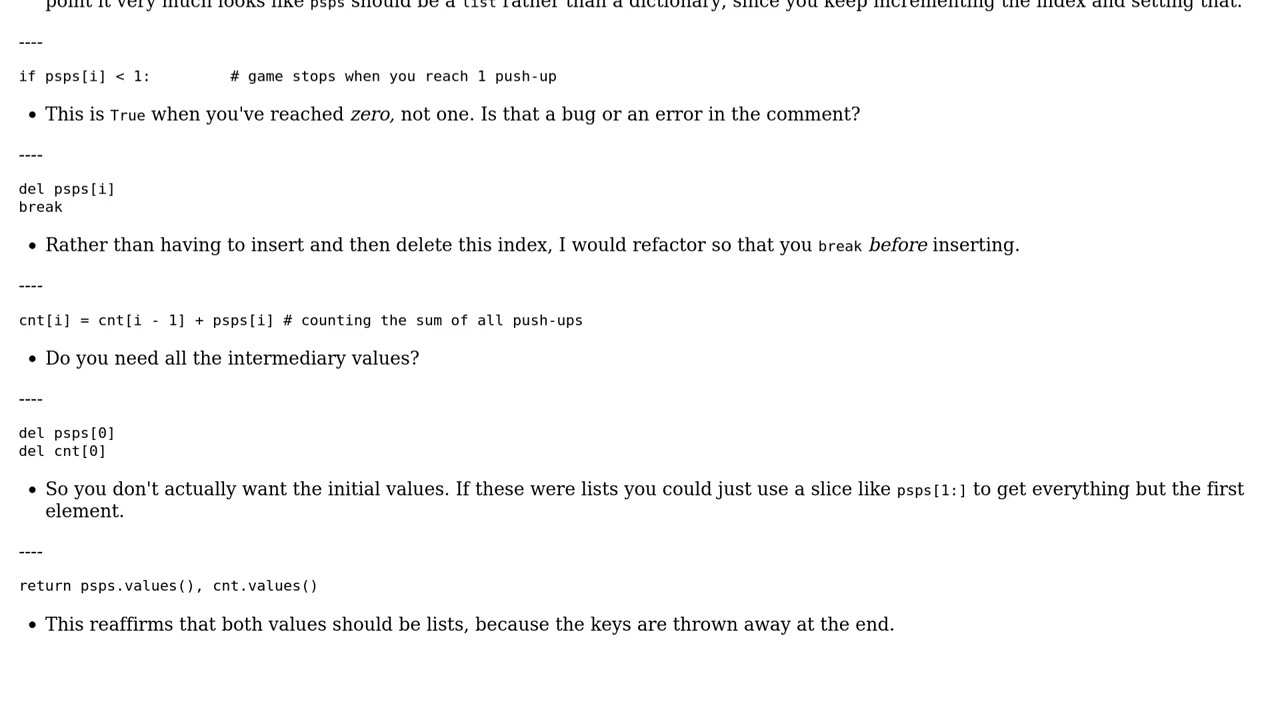 point it very much looks like psps should be a list rather than a dictionary, since you keep incrementing the index and setting that.
----
if psps[i] < 1:         # game stops when you reach 1 push-up
• This is True when you've reached zero, not one. Is that a bug or an error in the comment?
----
del psps[i]
break
• Rather than having to insert and then delete this index, I would refactor so that you break before inserting.
----
cnt[i] = cnt[i - 1] + psps[i] # counting the sum of all push-ups
• Do you need all the intermediary values?
----
del psps[0]
del cnt[0]
• So you don't actually want the initial values. If these were lists you could just use a slice like psps[1:] to get everything but the first
element.
----
return psps.values(), cnt.values()
• This reaffirms that both values should be lists, because the keys are thrown away at the end.